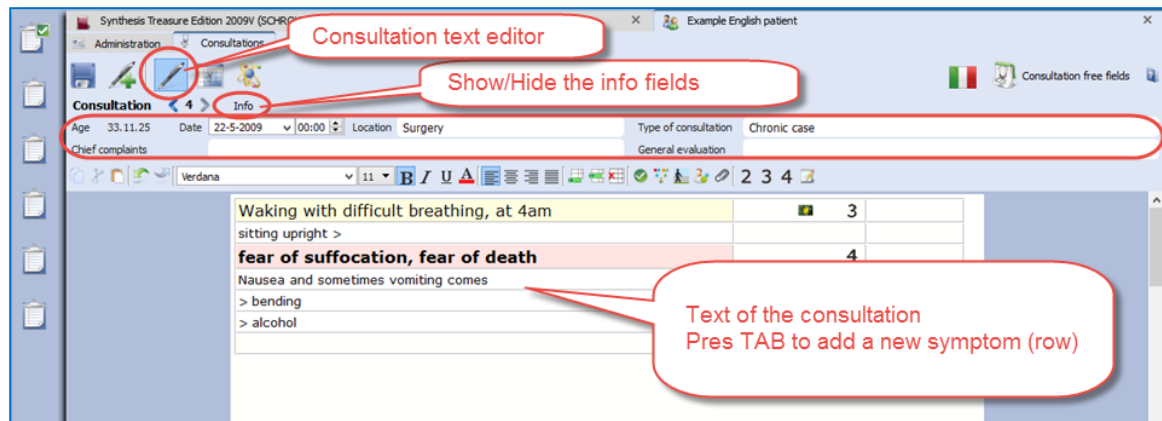 Synthesis Treasure Edition 2009V (SCHRO
Example English patient
Administration
Consultations
Consultation text editor
Show/Hide the info fields
Consultation free fields
Consultation 4 Info
Age 33.11.25 Date 22-5-2009 00:00 Location Surgery Type of consultation Chronic case
Chief complaints General evaluation
Verdana 11 B I U A 2 3 4
Waking with difficult breathing, at 4am 3
sitting upright >
fear of suffocation, fear of death 4
Nausea and sometimes vomiting comes
> bending
> alcohol
Text of the consultation
Pres TAB to add a new symptom (row)